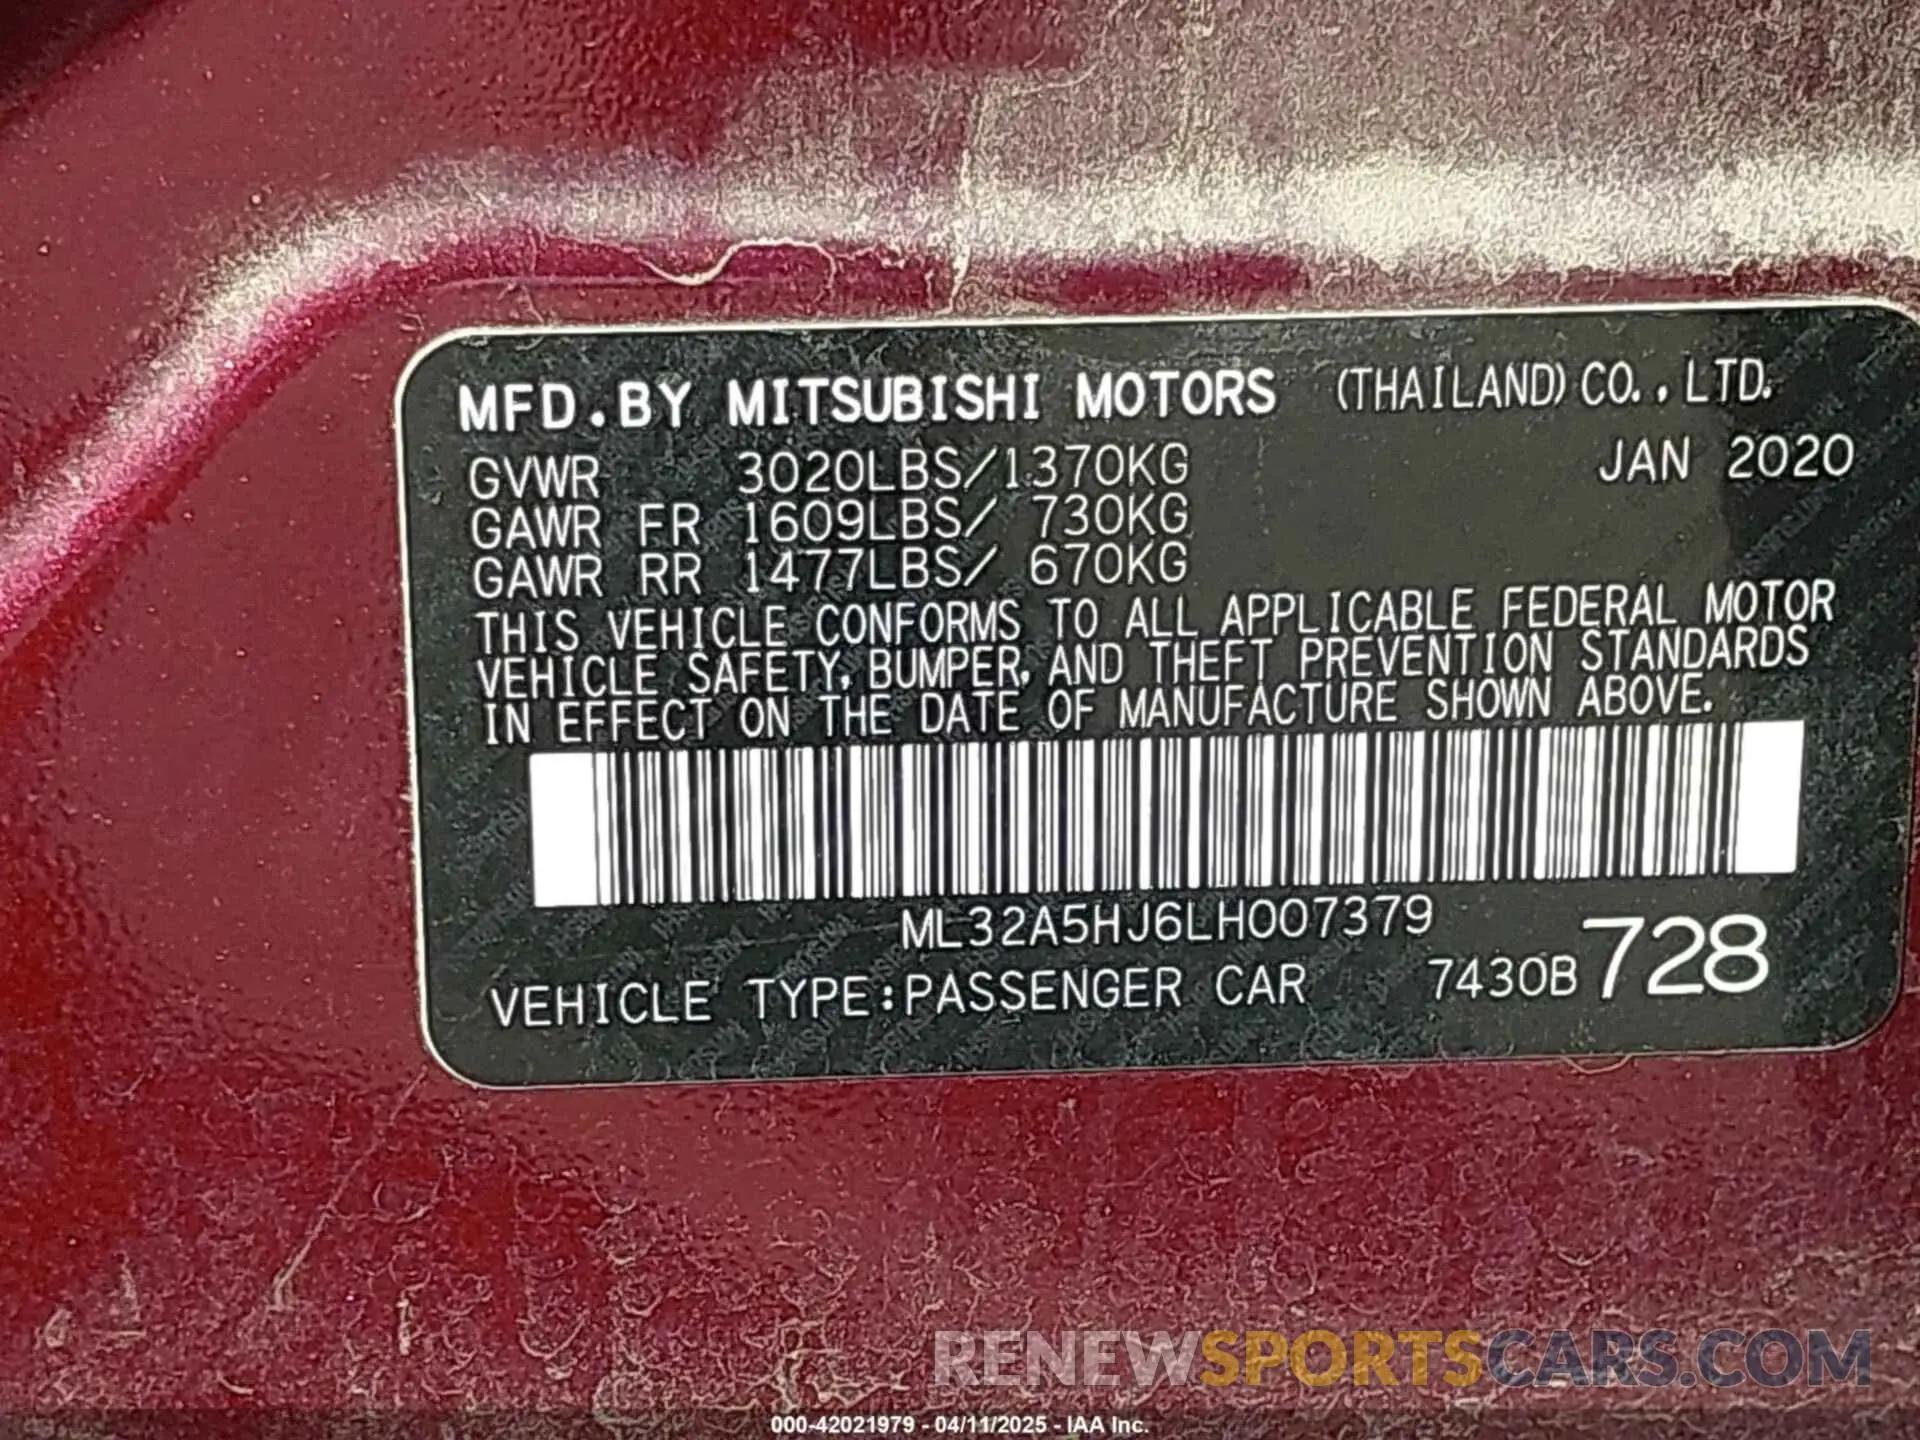 MFD.BY MITSUBISHI MOTORS (THAILAND) CO., LTD.
GVWR 3020LBS/1370KG JAN 2020
GAWR FR 1609LBS/ 730KG
GAWR RR 1477LBS/ 670KG
THIS VEHICLE CONFORMS TO ALL APPLICABLE FEDERAL MOTOR
VEHICLE SAFETY, BUMPER, AND THEFT PREVENTION STANDARDS
IN EFFECT ON THE DATE OF MANUFACTURE SHOWN ABOVE.
ML32A5HJ6LH007379
VEHICLE TYPE:PASSENGER CAR 7430B728
RENEWSPORTSCARS.COM
000-42021979 - 04/11/2025 - IAA Inc.